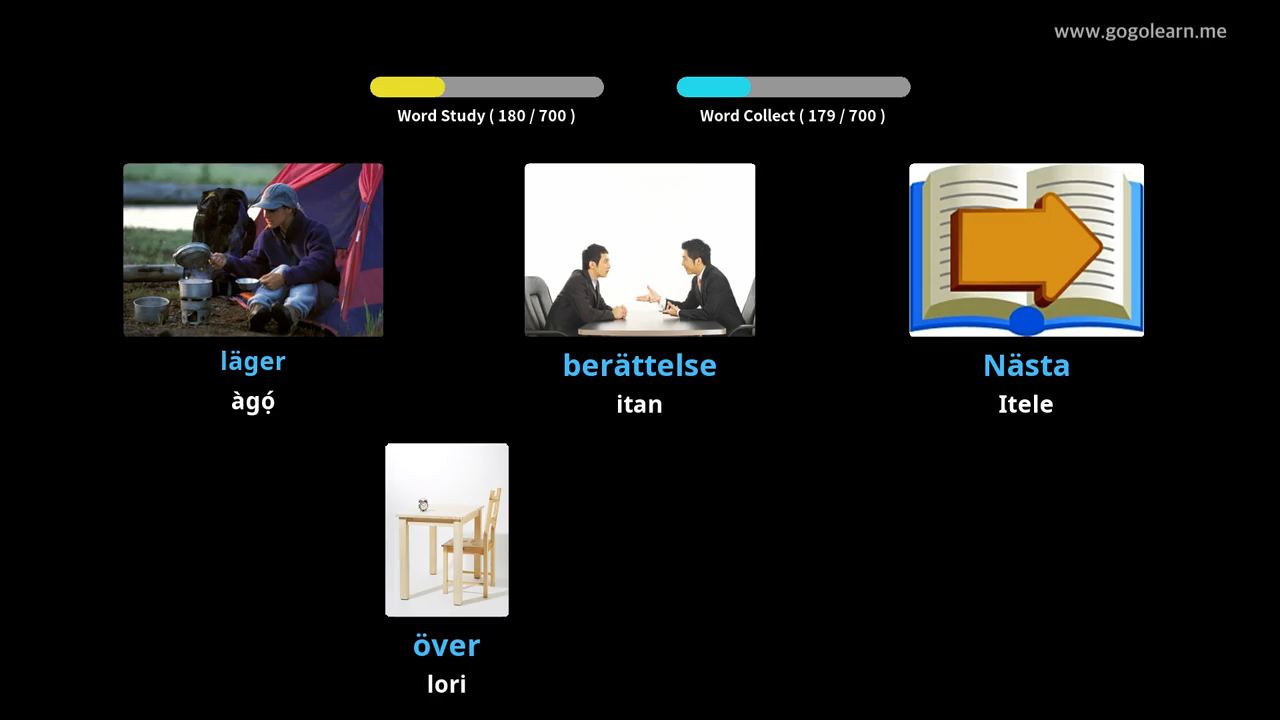 www.gogolearn.me
Word Study ( 180 / 700 )
Word Collect ( 179 / 700 )
läger
àgọ́
berättelse
itan
Nästa
Itele
över
lori